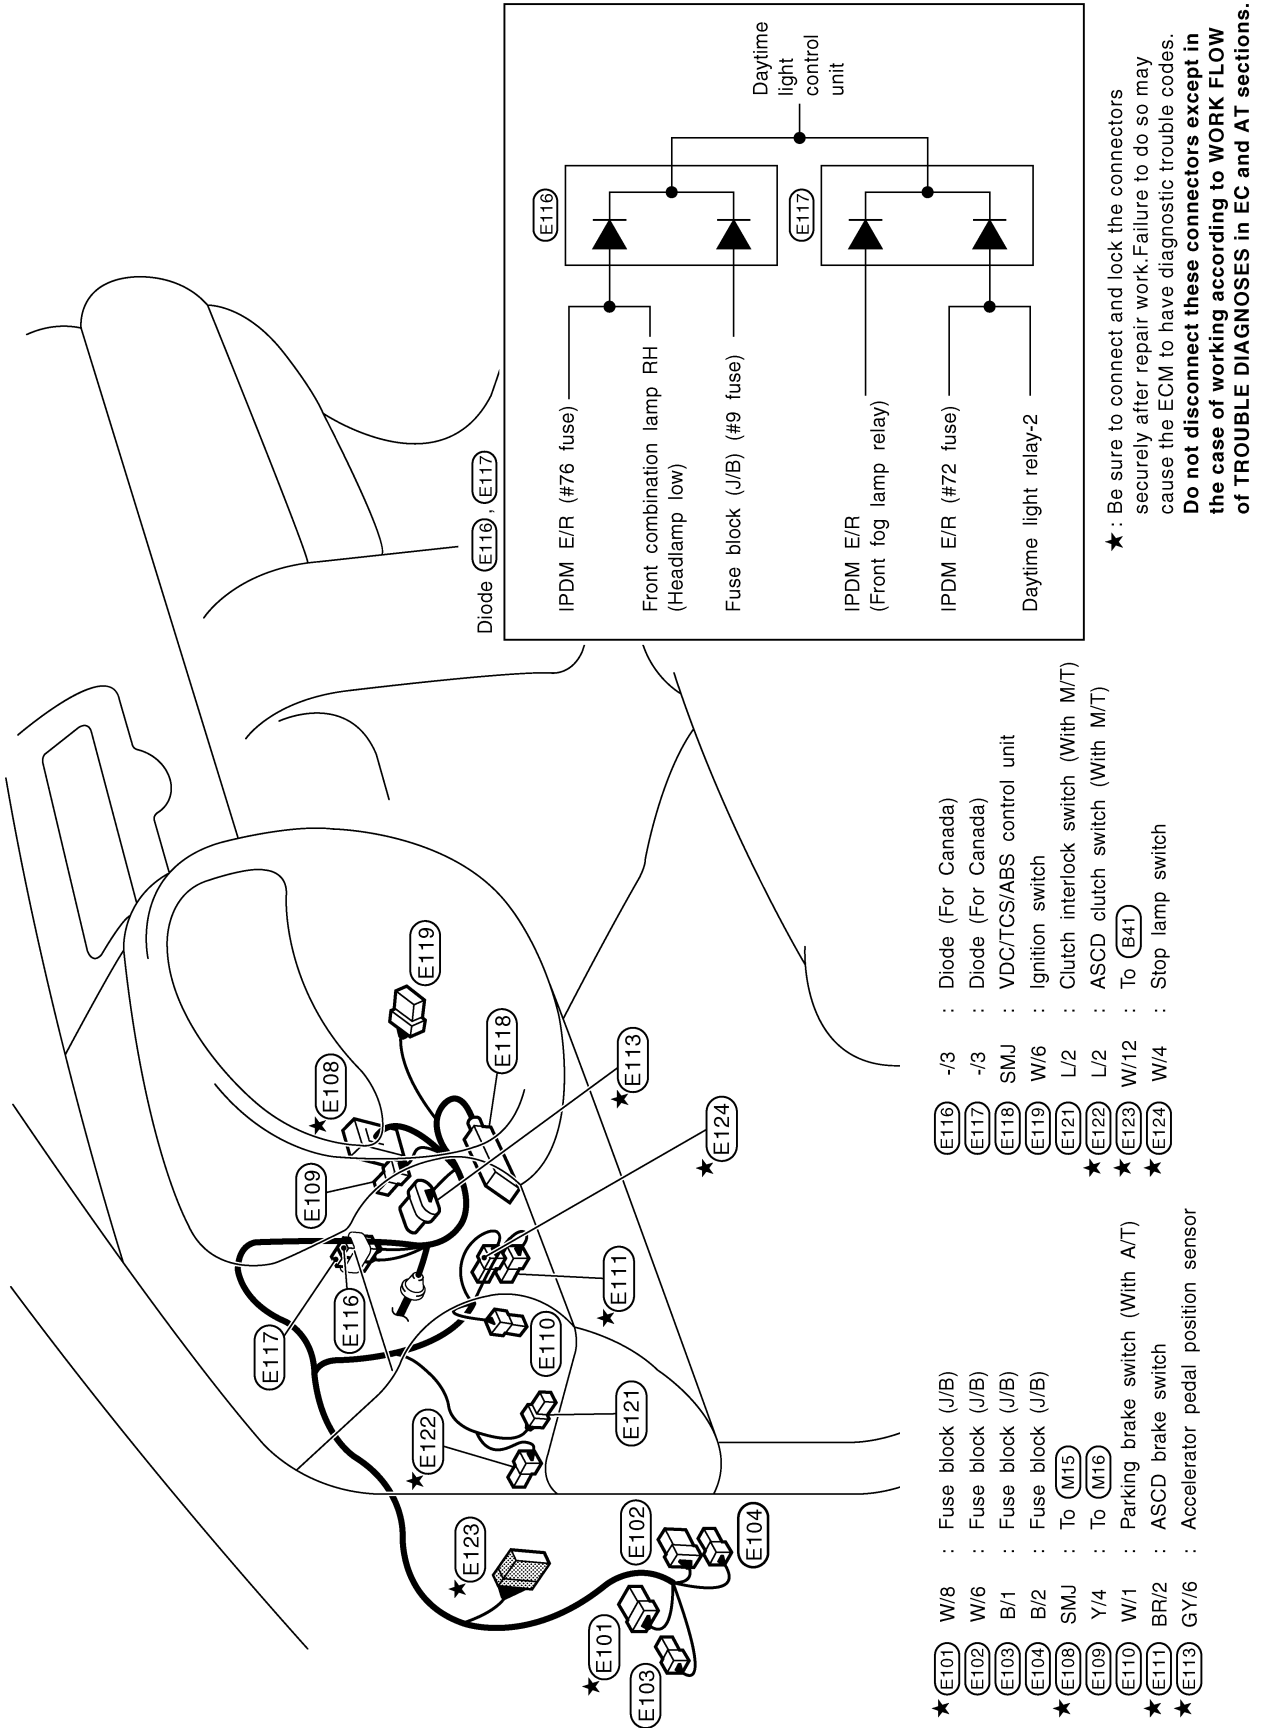 E117
E116
E109
★ E108
E119
E118
★ E113
★ E124
★ E111
E110
E121
★ E122
★ E123
E102
E104
★ E101
E103
Diode E116 , E117
IPDM E/R (#76 fuse)
Front combination lamp RH
(Headlamp low)
Fuse block (J/B) (#9 fuse)
IPDM E/R
(Front fog lamp relay)
IPDM E/R (#72 fuse)
Daytime light relay-2
E116
E117
Daytime
light
control
unit
★ E101 W/8 : Fuse block (J/B)
E102 W/6 : Fuse block (J/B)
E103 B/1 : Fuse block (J/B)
E104 B/2 : Fuse block (J/B)
★ E108 SMJ : To M15
E109 Y/4 : To M16
E110 W/1 : Parking brake switch (With A/T)
★ E111 BR/2 : ASCD brake switch
★ E113 GY/6 : Accelerator pedal position sensor
E116 -/3 : Diode (For Canada)
E117 -/3 : Diode (For Canada)
E118 SMJ : VDC/TCS/ABS control unit
E119 W/6 : Ignition switch
E121 L/2 : Clutch interlock switch (With M/T)
★ E122 L/2 : ASCD clutch switch (With M/T)
★ E123 W/12 : To B41
★ E124 W/4 : Stop lamp switch
★ : Be sure to connect and lock the connectors
securely after repair work.Failure to do so may
cause the ECM to have diagnostic trouble codes.
Do not disconnect these connectors except in
the case of working according to WORK FLOW
of TROUBLE DIAGNOSES in EC and AT sections.